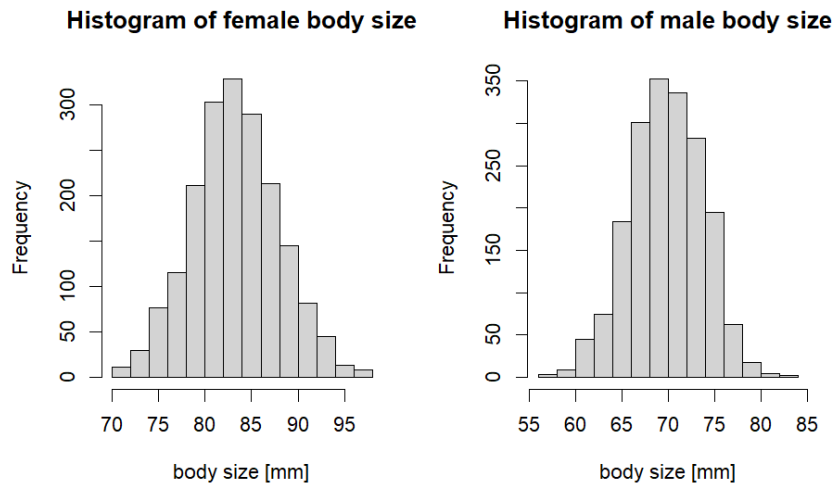 Histogram of female body size
Frequency
300
200
100
50
0
70 75 80 85 90 95
body size [mm]
Histogram of male body size
Frequency
350
250
150
50
0
55 60 65 70 75 80 85
body size [mm]